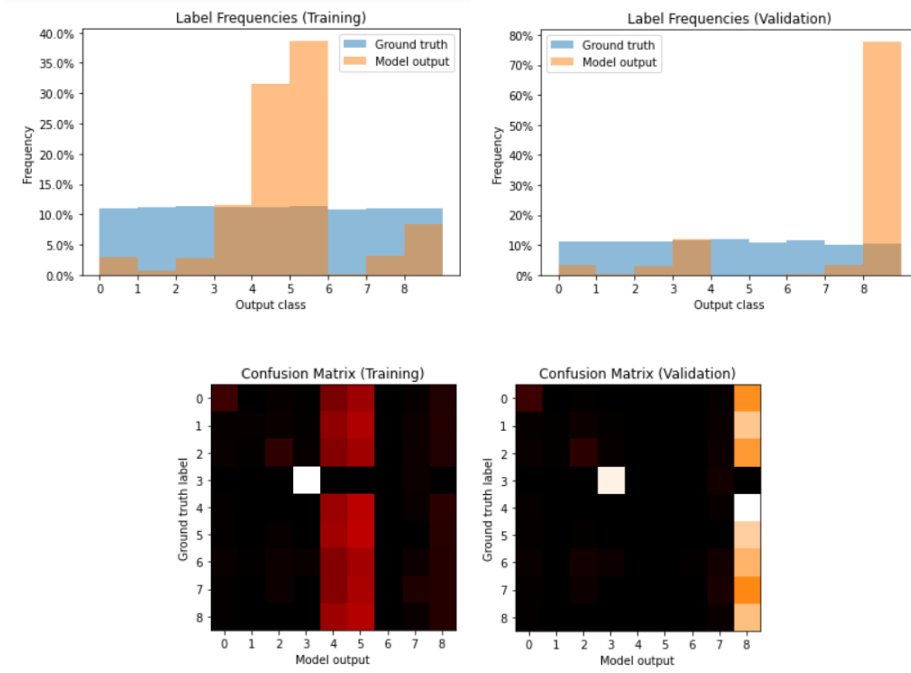 Label Frequencies (Training)
40.0%
35.0%
30.0%
25.0%
20.0%
15.0%
10.0%
5.0%
0.0%
Frequency
Ground truth
Model output
0 1 2 3 4 5 6 7 8
Output class
Label Frequencies (Validation)
80%
70%
60%
50%
40%
30%
20%
10%
0%
Frequency
Ground truth
Model output
0 1 2 3 4 5 6 7 8
Output class
Confusion Matrix (Training)
Ground truth label
0
1
2
3
4
5
6
7
8
0 1 2 3 4 5 6 7 8
Model output
Confusion Matrix (Validation)
Ground truth label
0
1
2
3
4
5
6
7
8
0 1 2 3 4 5 6 7 8
Model output